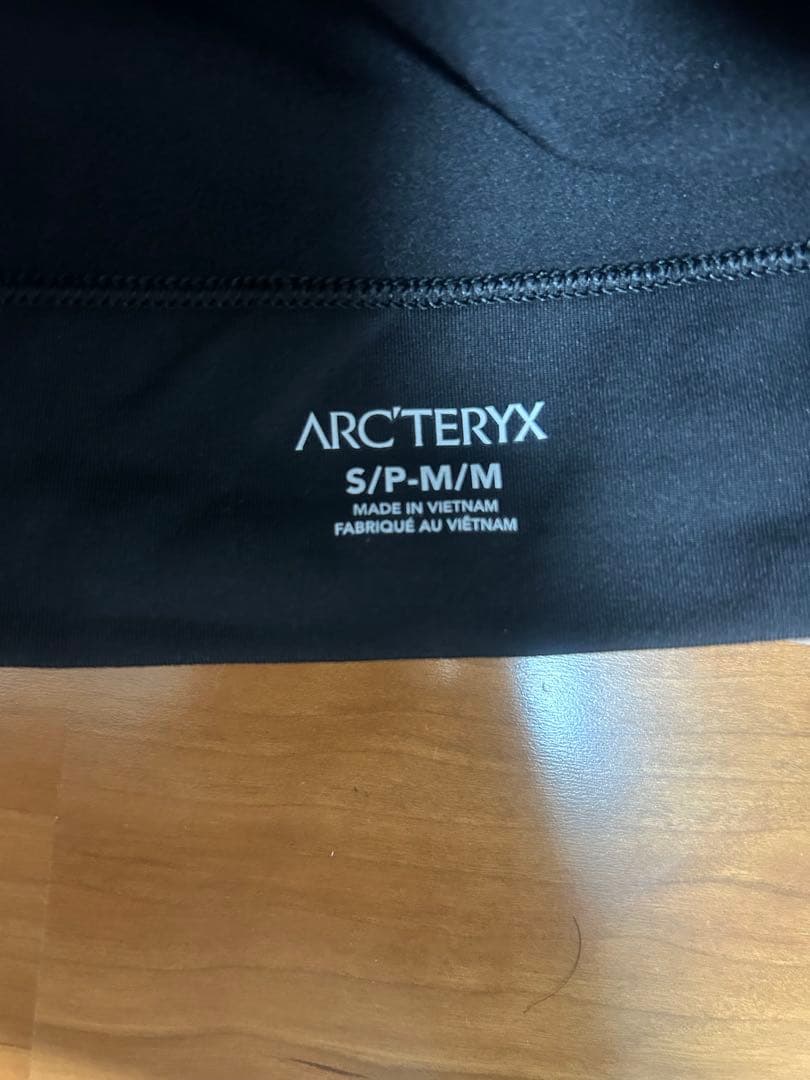 ARC'TERYX
S/P-M/M
MADE IN VIETNAM
FABRIQUÉ AU VIÊTNAM